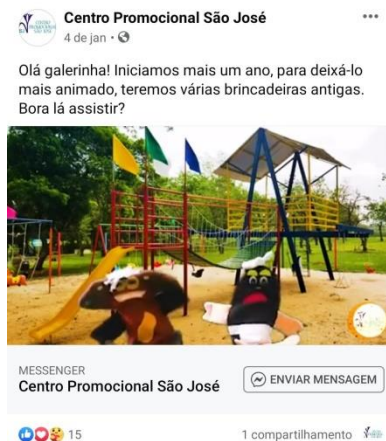 Centro Promocional São José
4 de jan
Olá galerinha! Iniciamos mais um ano, para deixá-lo
mais animado, teremos várias brincadeiras antigas.
Bora lá assistir?
MESSENGER
Centro Promocional São José
ENVIAR MENSAGEM
15
1 compartilhamento